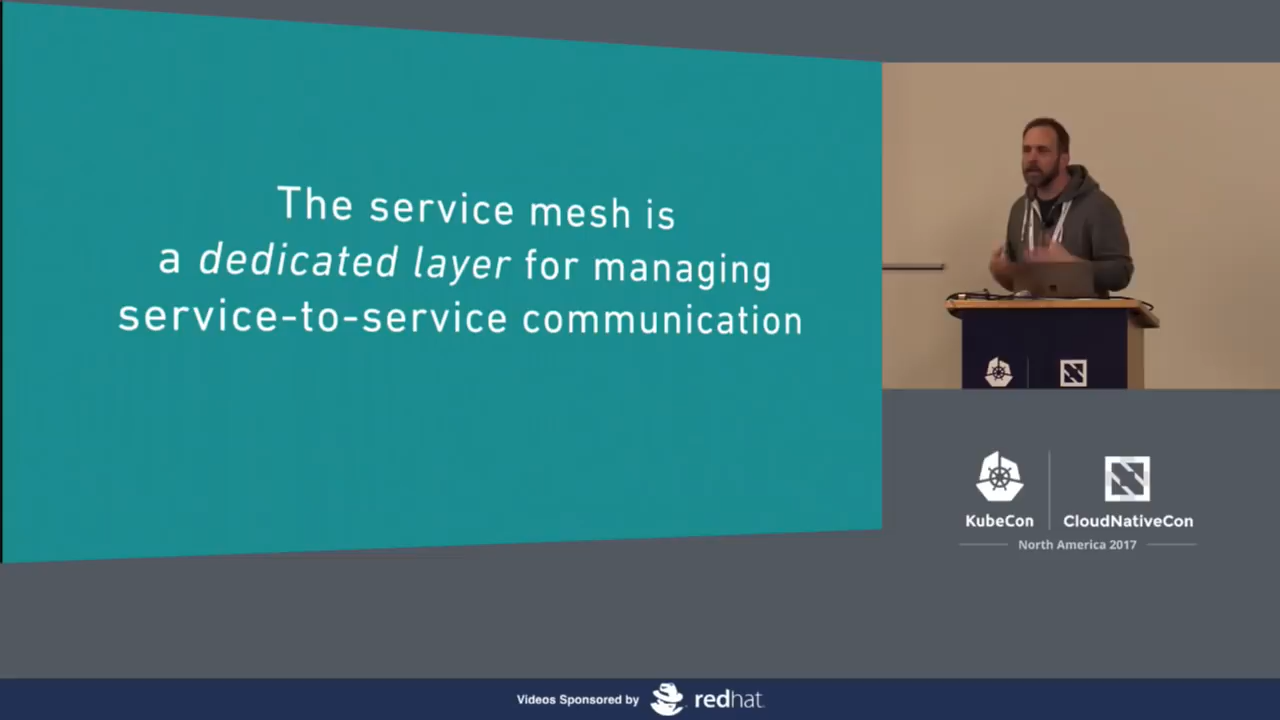 The service mesh is
a dedicated layer for managing
service-to-service communication
KubeCon
CloudNativeCon
North America 2017
Videos Sponsored by
redhat.